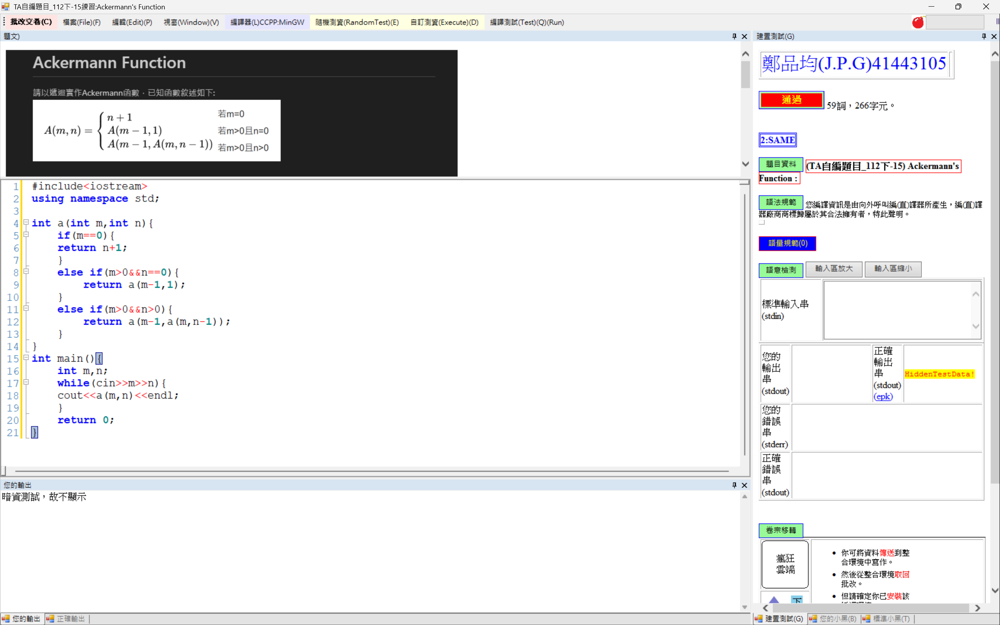 TA自編題目_112下-15練習:Ackermann's Function
批改交卷(C) 檔案(File)(F) 編輯(Edit)(P) 視窗(Window)(V) 編譯器(L)CCPP:MinGW 隨機測資(RandomTest)(E) 自訂測資(Execute)(D) 編譯測試(Test)(Q)(Run)
題文)
Ackermann Function
請以遞迴實作Ackermann函數．已知函數敘述如下:
A(m, n) =
n + 1 若m=0
A(m − 1, 1) 若m>0且n=0
A(m − 1, A(m, n − 1)) 若m>0且n>0
1 #include<iostream>
2 using namespace std;
3
4 int a(int m,int n){
5 if(m==0){
6 return n+1;
7 }
8 else if(m>0&&n==0){
9 return a(m-1,1);
10 }
11 else if(m>0&&n>0){
12 return a(m-1,a(m,n-1));
13 }
14 }
15 int main(){
16 int m,n;
17 while(cin>>m>>n){
18 cout<<a(m,n)<<endl;
19 }
20 return 0;
21 }
您的輸出
暗資測試，故不顯示
您的輸出 正確輸出
建置測試(G)
鄭品均(J.P.G)41443105
通過 59詞，266字元。
2:SAME
題目資料 (TA自編題目_112下-15) Ackermann's
Function :
語法規範 您編譯資訊是由向外呼叫編(直)譯器所產生，編(直)譯
器廠商商標歸屬於其合法擁有者，特此聲明。
語量規範(0)
語意檢測 輸入區放大 輸入區縮小
標準輸入串
(stdin)
您的
輸出
串
(stdout)
正確
輸出
串
(stdout)
(epk)
HiddenTestData!
您的
錯誤
串
(stderr)
正確
錯誤
串
(stdout)
卷宗移轉
瘋狂
雲端
下
你可將資料傳送到整
合環境中寫作。
然後從整合環境取回
批改。
但請確定你已安裝該
建置測試(G) 您的小黑(B) 標準小黑(T)